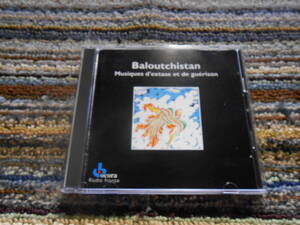 Baloutchistan
Musiques d'extase et de guérison
ocora
Radio France